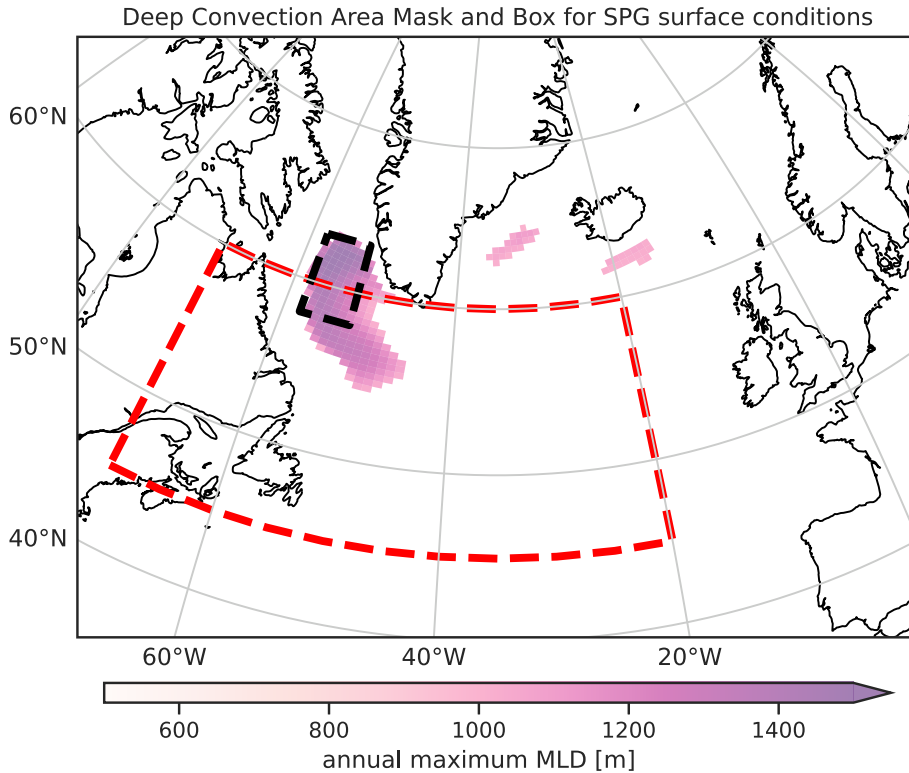 Deep Convection Area Mask and Box for SPG surface conditions
60°N
50°N
40°N
60°W 40°W 20°W
600 800 1000 1200 1400
annual maximum MLD [m]